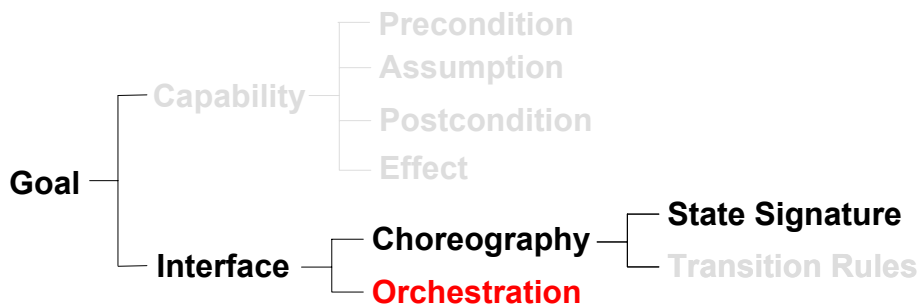 Precondition
Assumption
Capability
Postcondition
Effect
Goal
State Signature
Choreography
Interface
Transition Rules
Orchestration